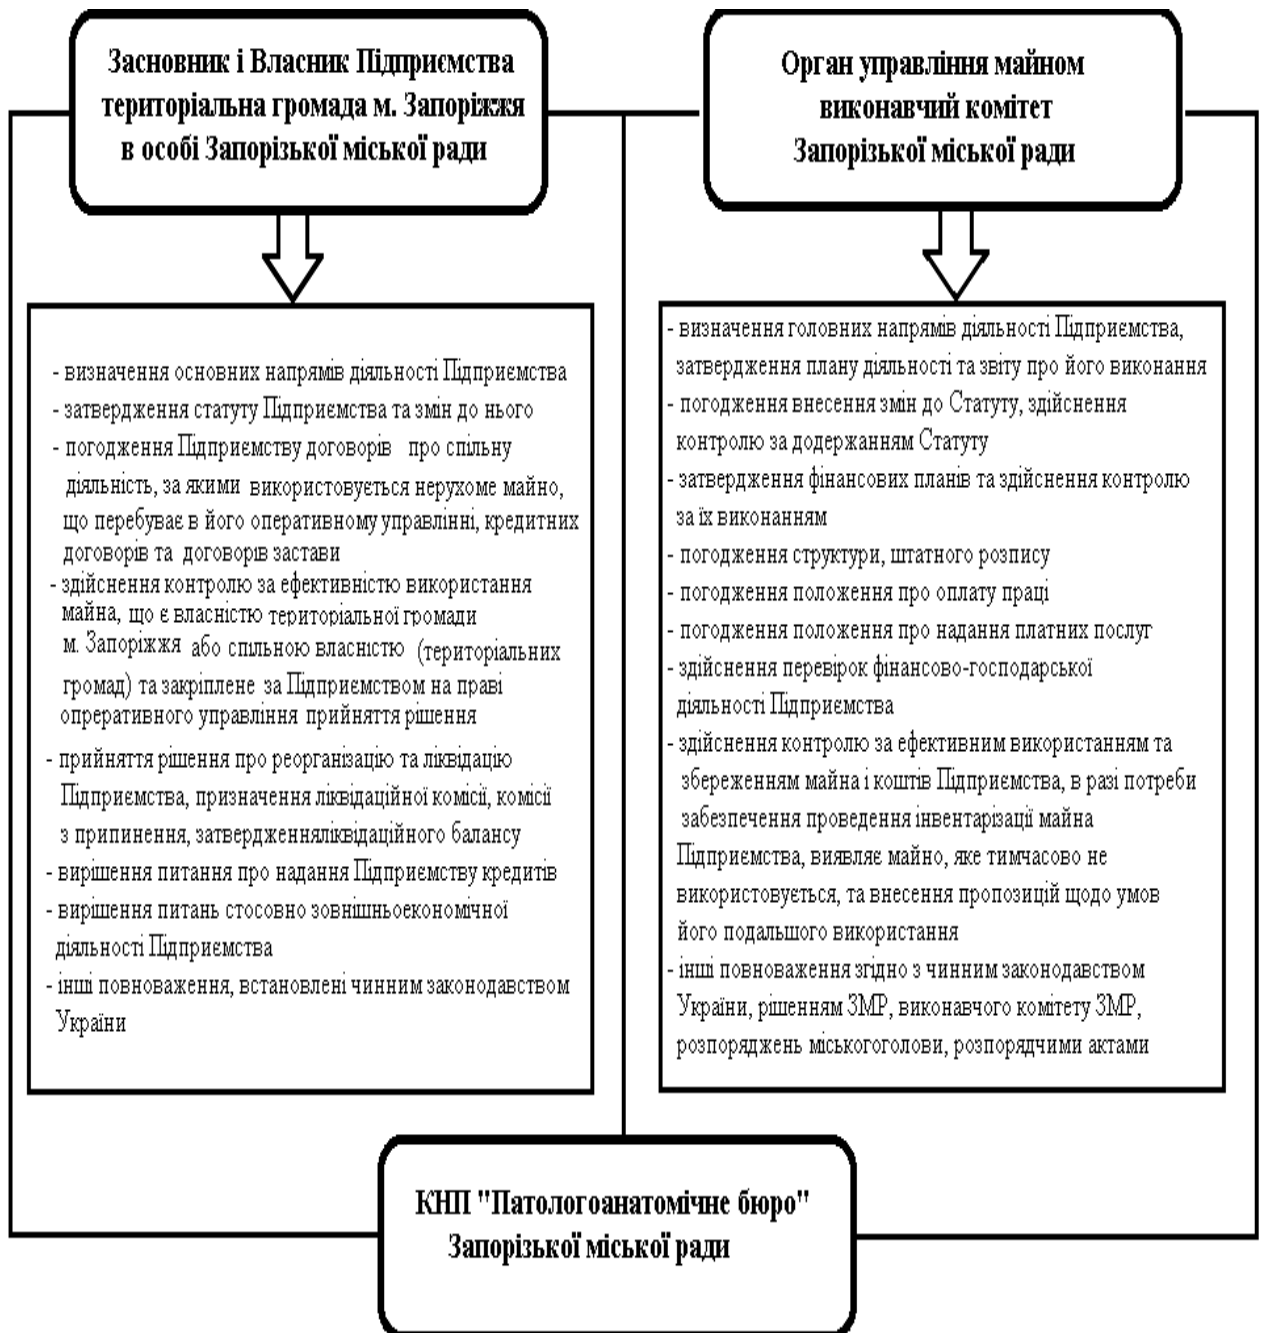 Засновник і Власник Підприємства
територіальна громада м. Запоріжжя
в особі Запорізької міської ради
Орган управління майном
виконавчий комітет
Запорізької міської ради
- визначення основних напрямів діяльності Підприємства
- затвердження статуту Підприємства та змін до нього
- погодження Підприємству договорів про спільну
діяльність, за якими використовується нерухоме майно,
що перебуває в його оперативному управлінні, кредитних
договорів та договорів застави
- здійснення контролю за ефективністю використання
майна, що є власністю територіальної громади
м. Запоріжжя або спільною власністю (територіальних
громад) та закріплене за Підприємством на праві
опреративного управління прийняття рішення
- прийняття рішення про реорганізацію та ліквідацію
Підприємства, призначення ліквідаційної комісії, комісії
з припинення, затвердженняліквідаційного балансу
- вирішення питання про надання Підприємству кредитів
- вирішення питань стосовно зовнішньоекономічної
діяльності Підприємства
- інші повноваження, встановлені чинним законодавством
України
- визначення головних напрямів діяльності Підприємства,
затвердження плану діяльності та звіту про його виконання
- погодження внесення змін до Статуту, здійснення
контролю за додержанням Статуту
- затвердження фінансових планів та здійснення контролю
за їх виконанням
- погодження структури, штатного розпису
- погодження положення про оплату праці
- погодження положення про надання платних послуг
- здійснення перевірок фінансово-господарської
діяльності Підприємства
- здійснення контролю за ефективним використанням та
збереженням майна і коштів Підприємства, в разі потреби
забезпечення проведення інвентарізації майна
Підприємства, виявляє майно, яке тимчасово не
використовується, та внесення пропозицій щодо умов
його подальшого використання
- інші повноваження згідно з чинним законодавством
України, рішенням ЗМР, виконавчого комітету ЗМР,
розпоряджень міськогоголови, розпорядчими актами
КНП "Патологоанатомічне бюро"
Запорізької міської ради